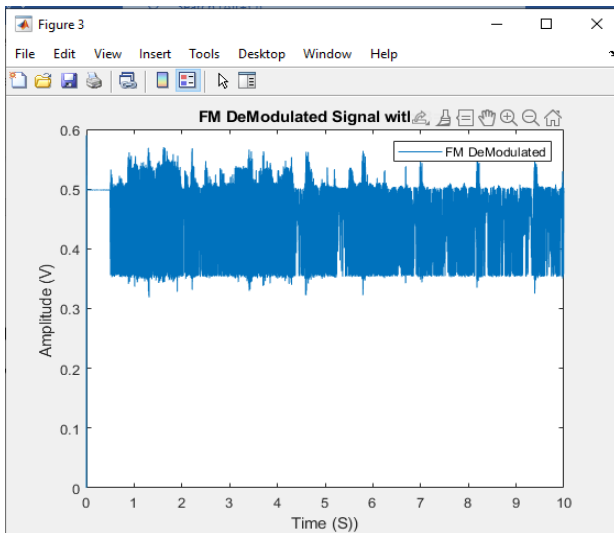 Figure 3
File Edit View Insert Tools Desktop Window Help
FM DeModulated Signal witl
FM DeModulated
0.6
0.5
0.4
0.3
0.2
0.1
0
Amplitude (V)
0 1 2 3 4 5 6 7 8 9 10
Time (S))